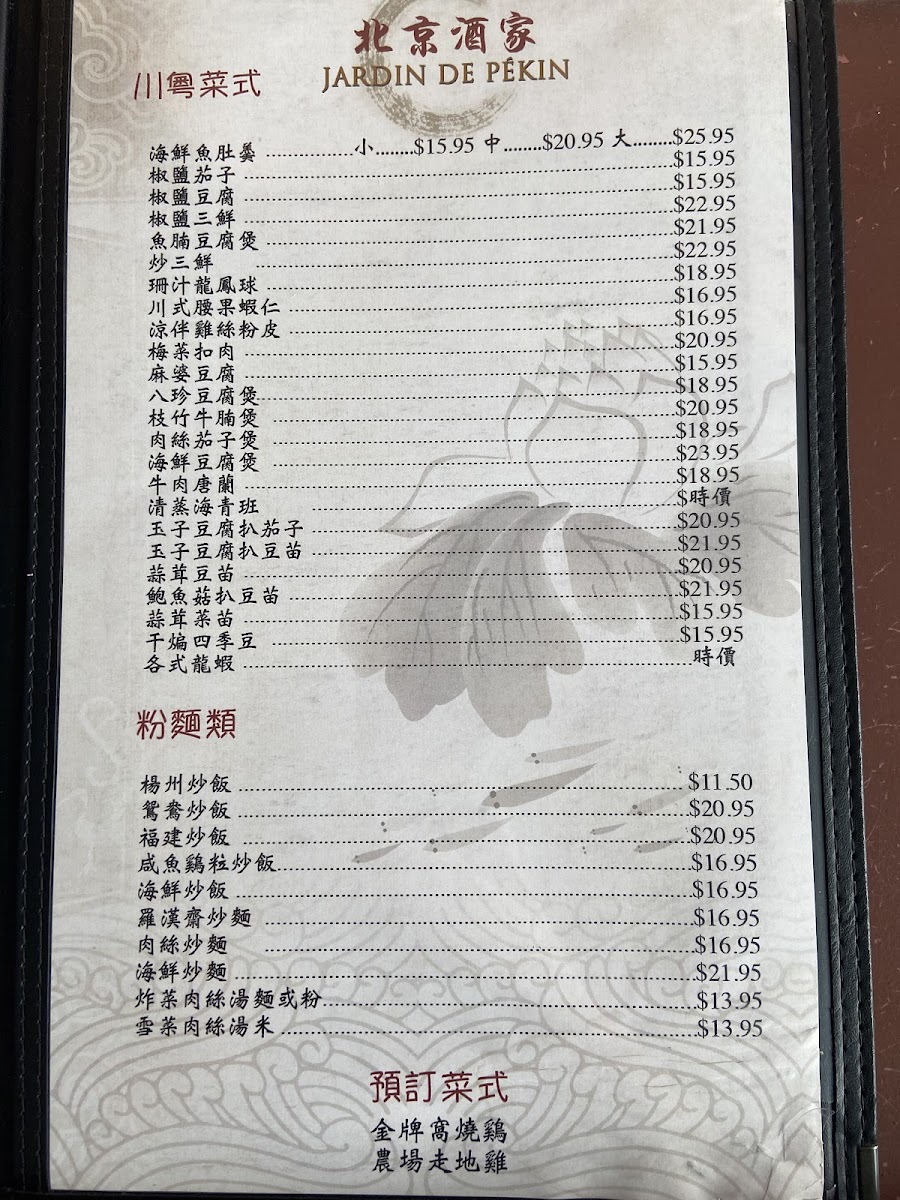 北京酒家
JARDIN DE PÊKIN
川粵菜式
海鮮魚肚羹 ................小........$15.95 中........$20.95 大........$25.95
椒鹽茄子 ........ $15.95
椒鹽豆腐 ........ $15.95
椒鹽三鮮 ........ $22.95
魚腩豆腐煲 ........ $21.95
炒三鮮 ........ $22.95
珊汁龍鳳球 ........ $18.95
川式腰果蝦仁 ........ $16.95
涼伴雞絲粉皮 ........ $16.95
梅菜扣肉 ........ $20.95
麻婆豆腐 ........ $15.95
八珍豆腐煲 ........ $18.95
枝竹牛腩煲 ........ $20.95
肉絲茄子煲 ........ $18.95
海鮮豆腐煲 ........ $23.95
牛肉唐蘭 ........ $18.95
清蒸海青班 ........ $時價
玉子豆腐扒茄子 ........ $20.95
玉子豆腐扒豆苗 ........ $21.95
蒜茸豆苗 ........ $20.95
鮑魚菇扒豆苗 ........ $21.95
蒜茸菜苗 ........ $15.95
干煸四季豆 ........ $15.95
各式龍蝦 ........ 時價
粉麵類
楊州炒飯 ........ $11.50
鴛鴦炒飯 ........ $20.95
福建炒飯 ........ $20.95
咸魚鷄粒炒飯 ........ $16.95
海鮮炒飯 ........ $16.95
羅漢齋炒麵 ........ $16.95
肉絲炒麵 ........ $16.95
海鮮炒麵 ........ $21.95
炸菜肉絲湯麵或粉 ........ $13.95
雪菜肉絲湯米 ........ $13.95
預訂菜式
金牌窩燒鷄
農場走地雞